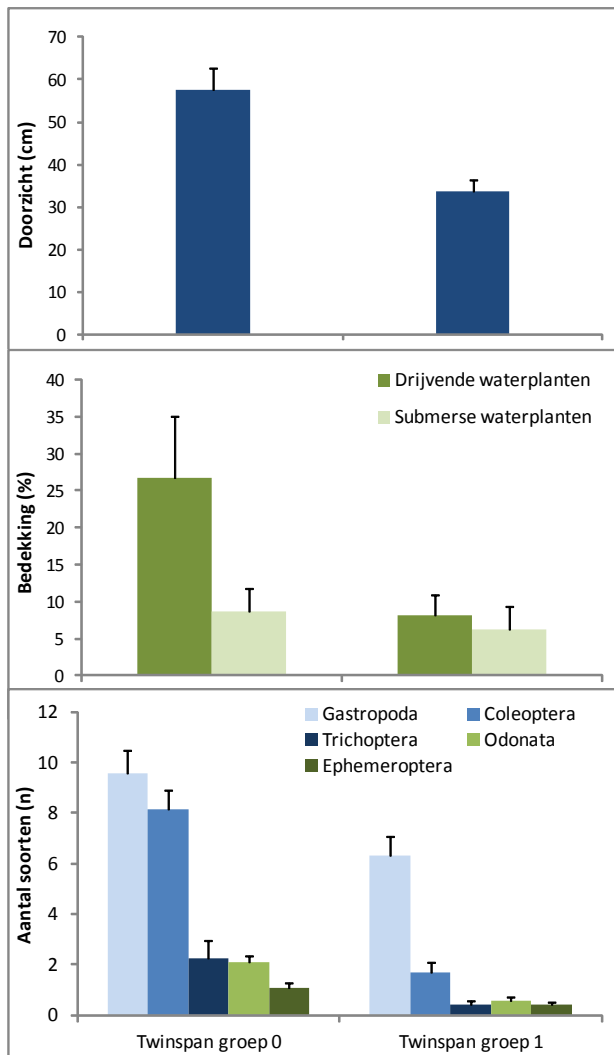 70
60
50
40
30
20
10
0
Doorzicht (cm)
40
35
30
25
20
15
10
5
0
Bedekking (%)
Drijvende waterplanten
Submerse waterplanten
12
10
8
6
4
2
0
Aantal soorten (n)
Gastropoda Coleoptera
Trichoptera Odonata
Ephemeroptera
Twinspan groep 0 Twinspan groep 1